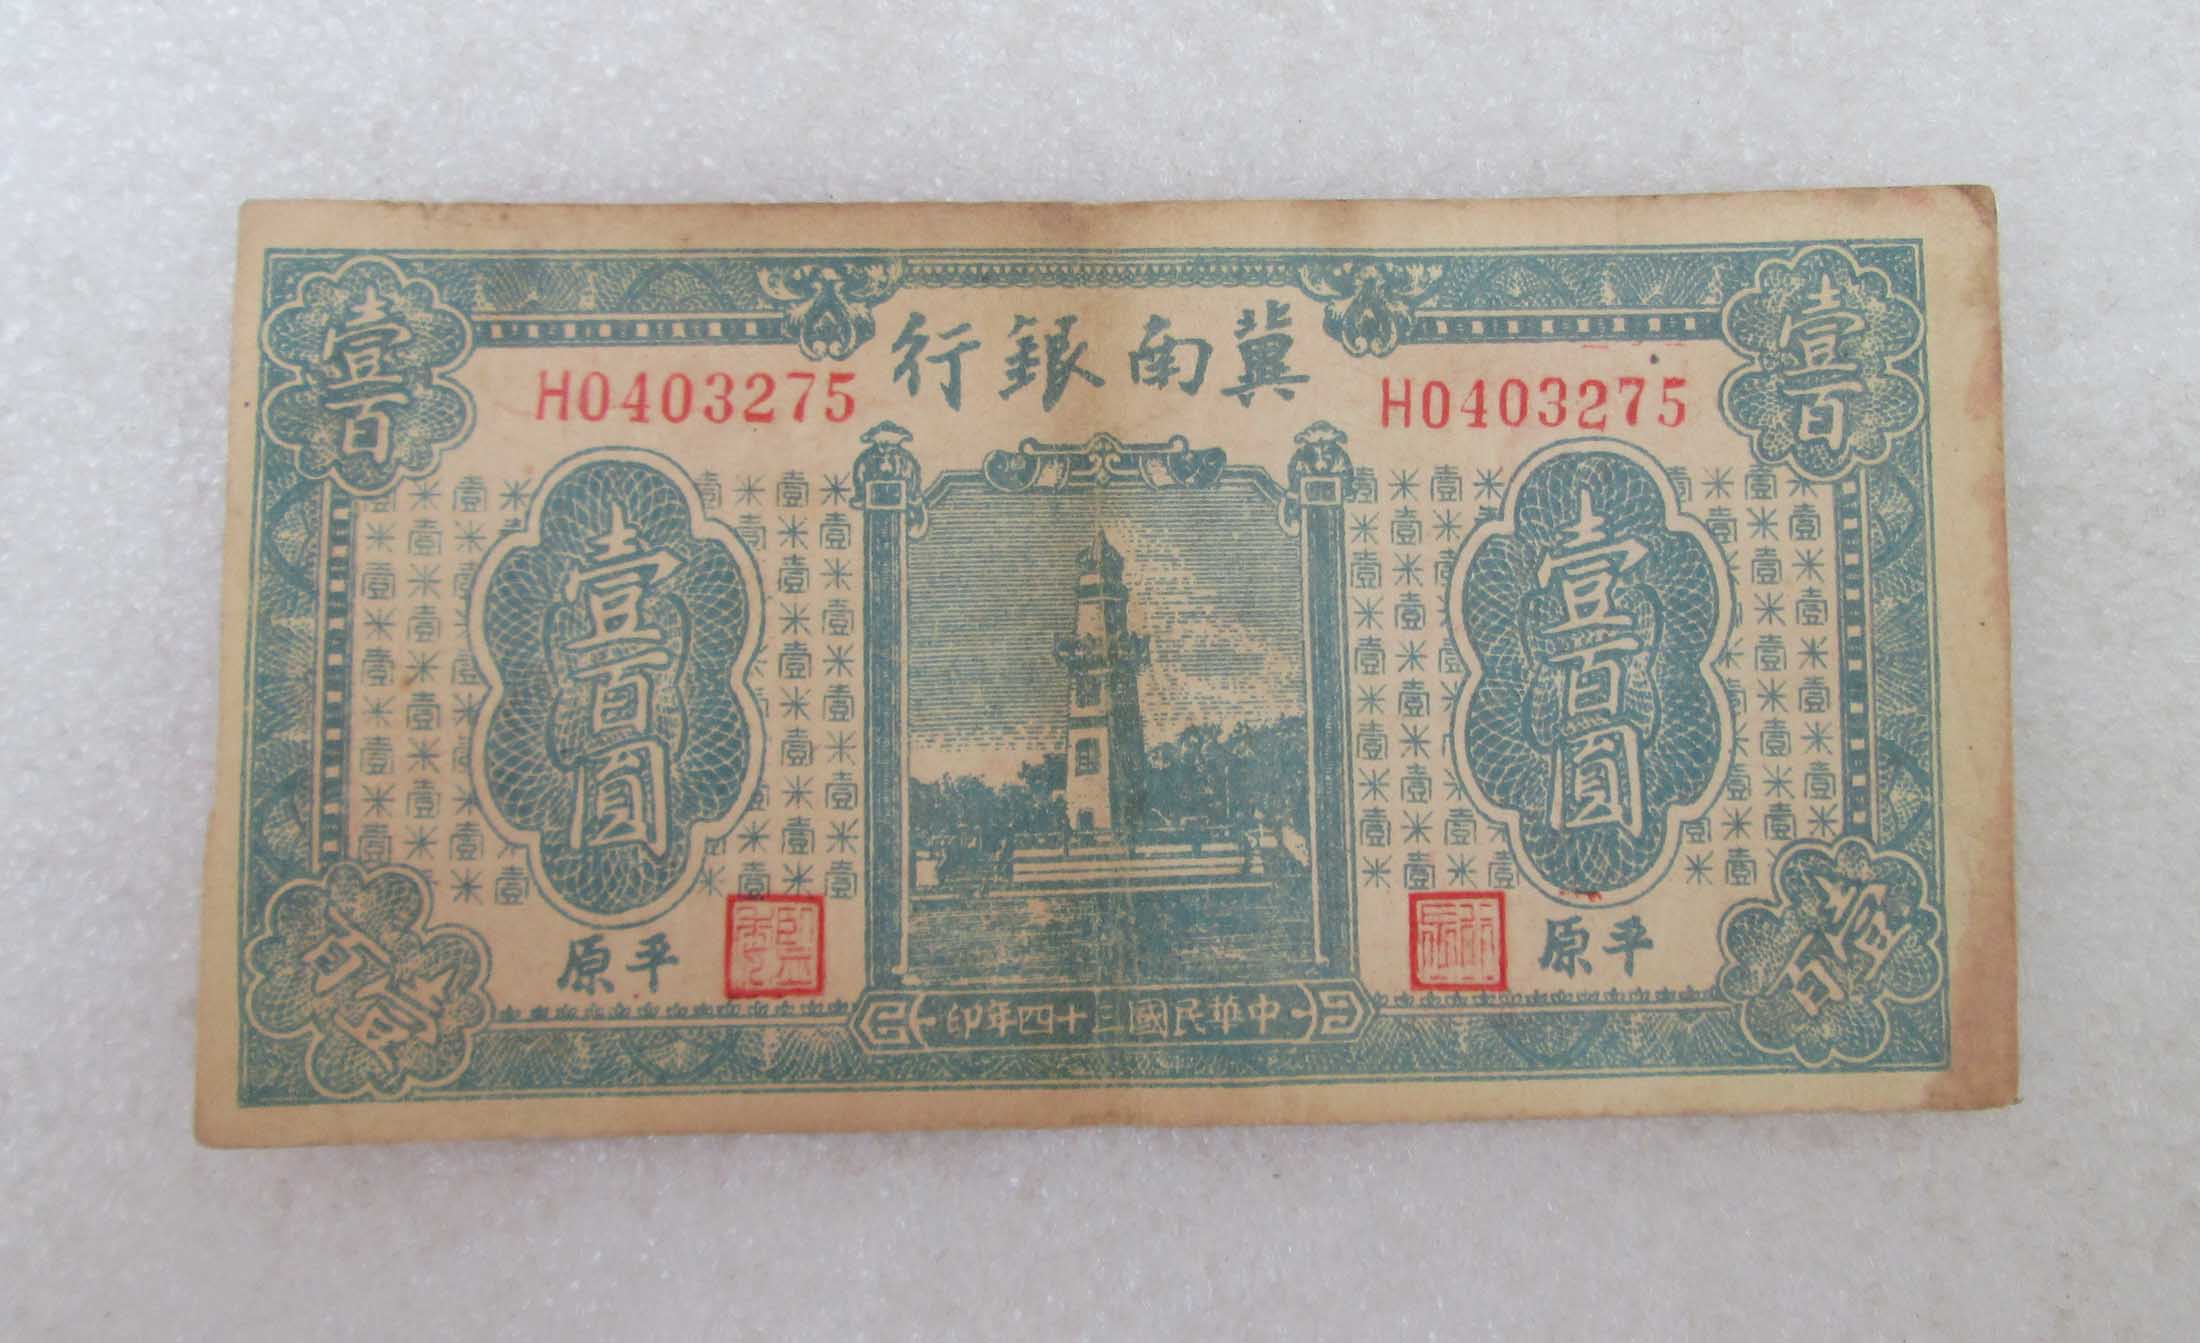 冀南銀行
壹百
壹百
H0403275
H0403275
壹百圓
壹百圓
平原
平原
壹百
壹百
中華民國三十四年印